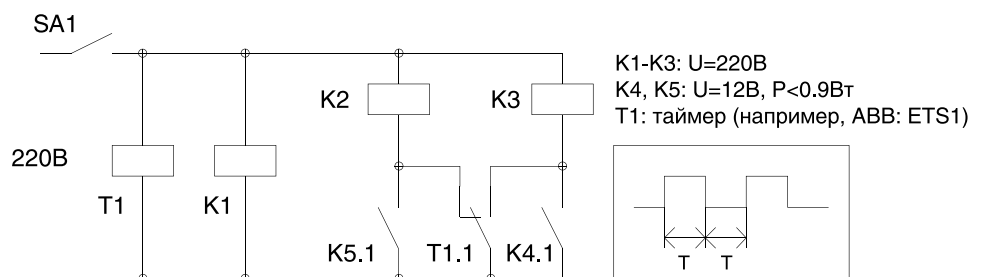 SA1
K1-K3: U=220В
K2
K3
K4, K5: U=12В, P<0.9Вт
T1: таймер (например, ABB: ETS1)
220В
T1
K1
K5.1
T1.1
K4.1
T
T